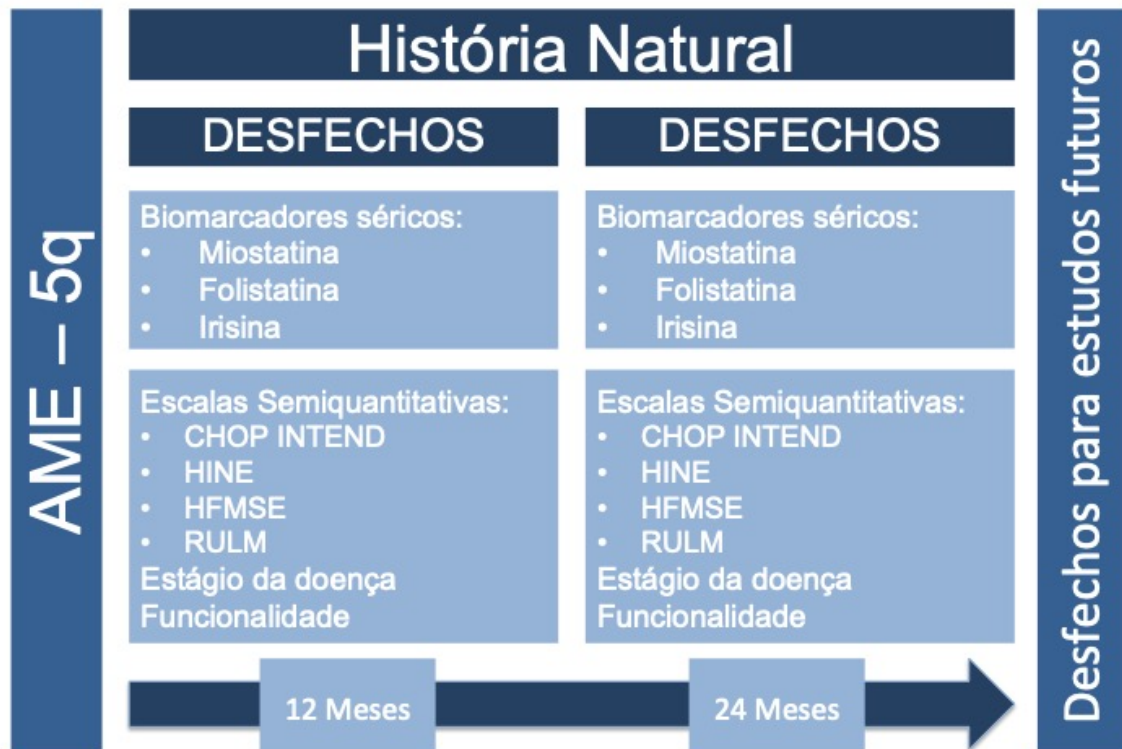 AME – 5q
História Natural
DESFECHOS
Biomarcadores séricos:
• Miostatina
• Folistatina
• Irisina
Escalas Semiquantitativas:
• CHOP INTEND
• HINE
• HFMSE
• RULM
Estágio da doença
Funcionalidade
12 Meses
DESFECHOS
Biomarcadores séricos:
• Miostatina
• Folistatina
• Irisina
Escalas Semiquantitativas:
• CHOP INTEND
• HINE
• HFMSE
• RULM
Estágio da doença
Funcionalidade
24 Meses
Desfechos para estudos futuros